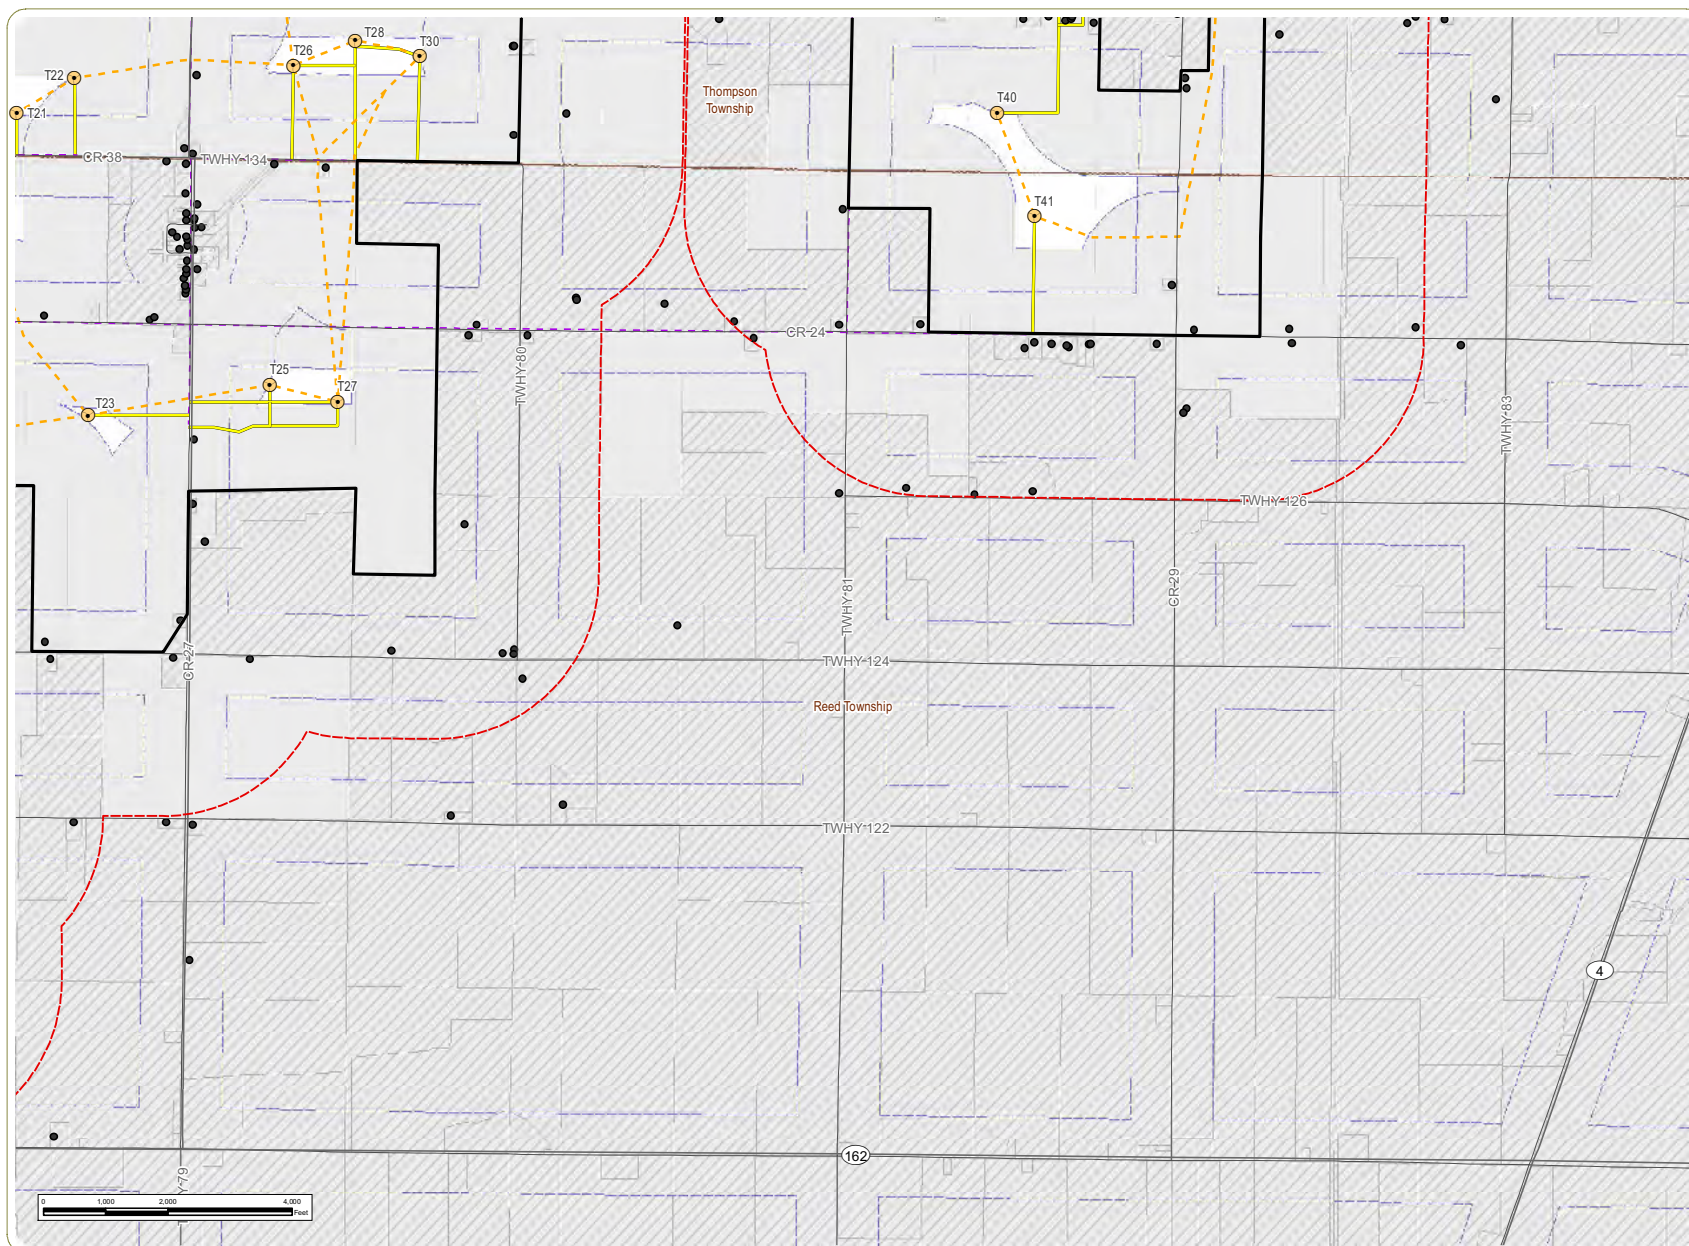 T28
T26
T30
T22
T21
Thompson
Township
T40
CR 38
TWHY 134
T41
CR 24
TWHY 80
T25
T27
T23
TWHY 83
TWHY 126
TWHY 81
CR 29
CR 27
TWHY 124
Reed Township
TWHY 122
4
162
Y 79
0 1,000 2,000 4,000
Feet